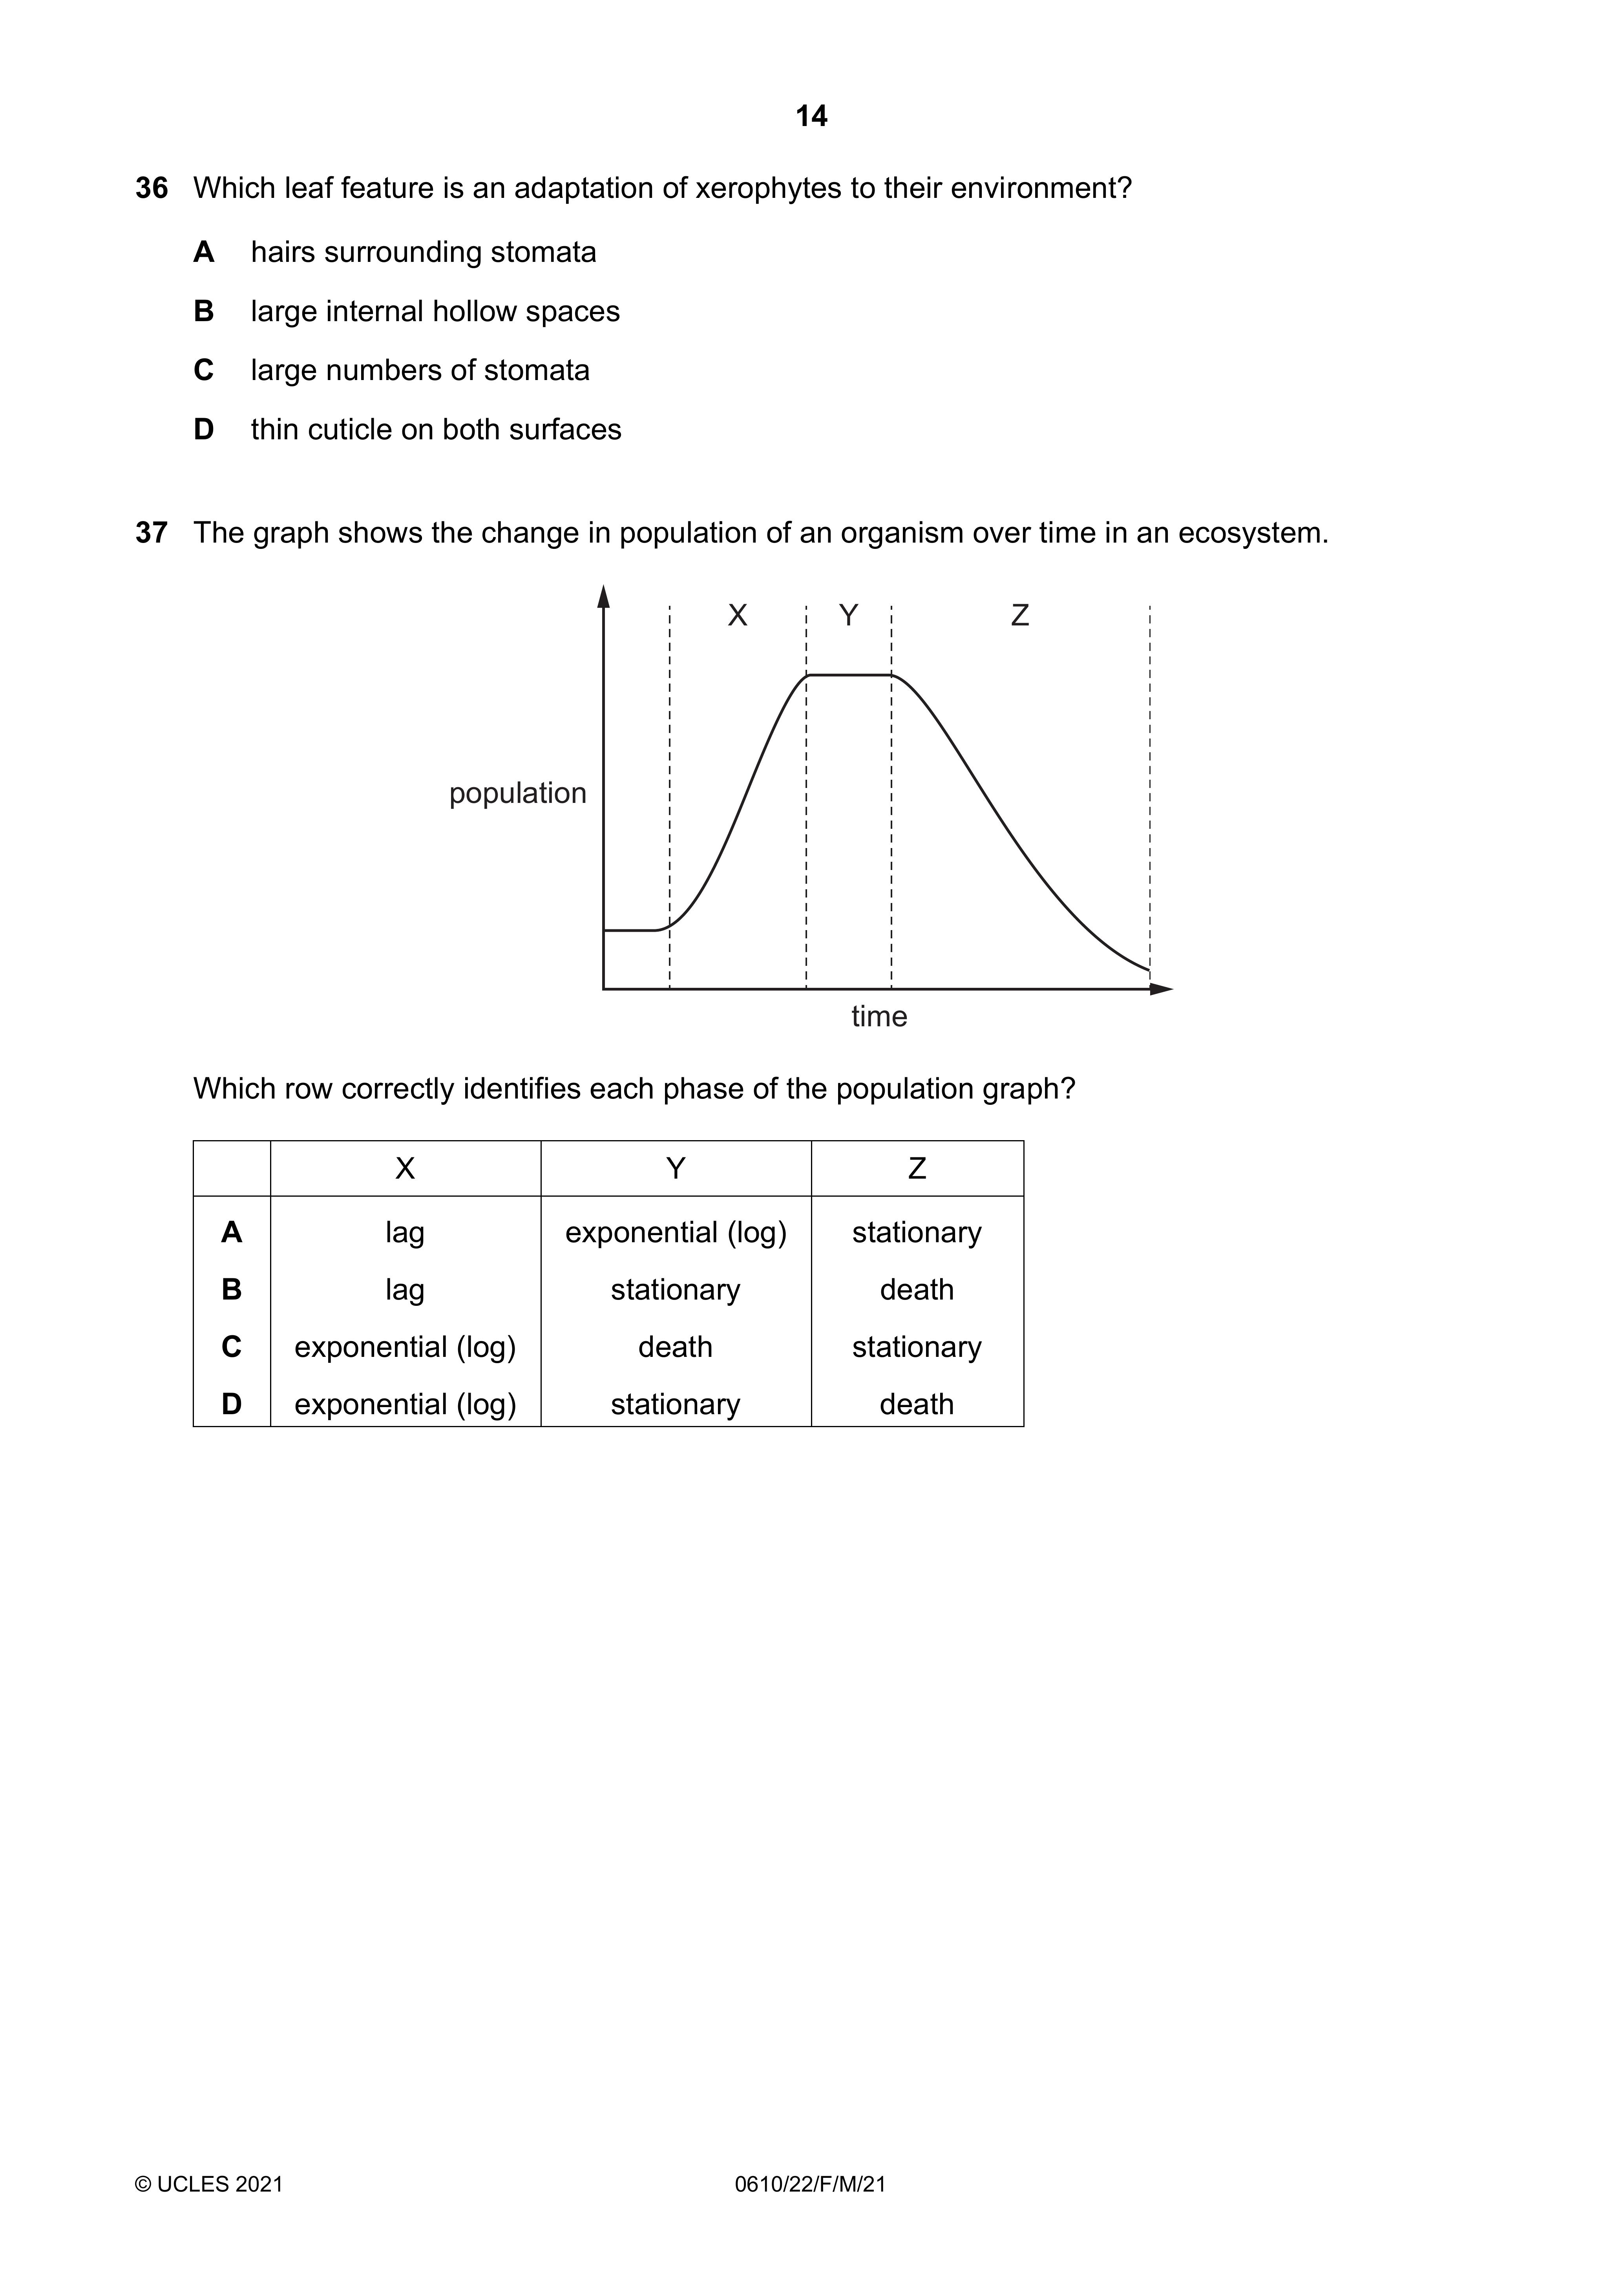 14
36 Which leaf feature is an adaptation of xerophytes to their environment?
A hairs surrounding stomata
B large internal hollow spaces
C large numbers of stomata
D thin cuticle on both surfaces
37 The graph shows the change in population of an organism over time in an ecosystem.
X Y Z
population
time
Which row correctly identifies each phase of the population graph?
X Y Z
A lag exponential (log) stationary
B lag stationary death
C exponential (log) death stationary
D exponential (log) stationary death
© UCLES 2021 0610/22/F/M/21